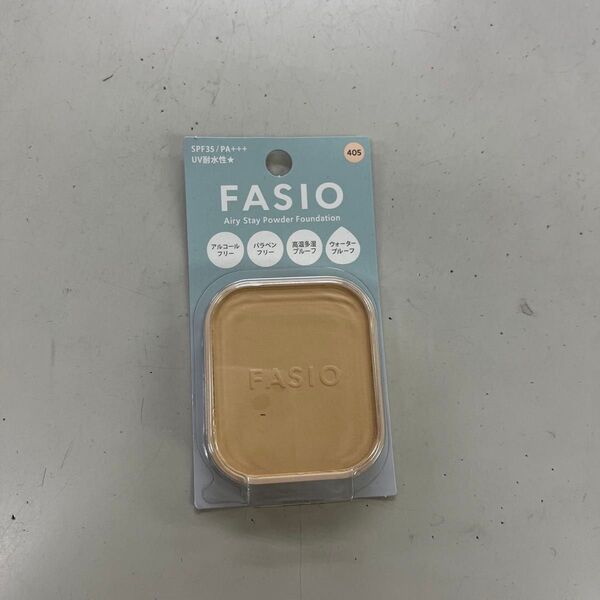 SPF35/PA+++
UV耐水性★
405
FASIO
Airy Stay Powder Foundation
アルコール
フリー
パラベン
フリー
高温多湿
プルーフ
ウォーター
プルーフ
FASIO